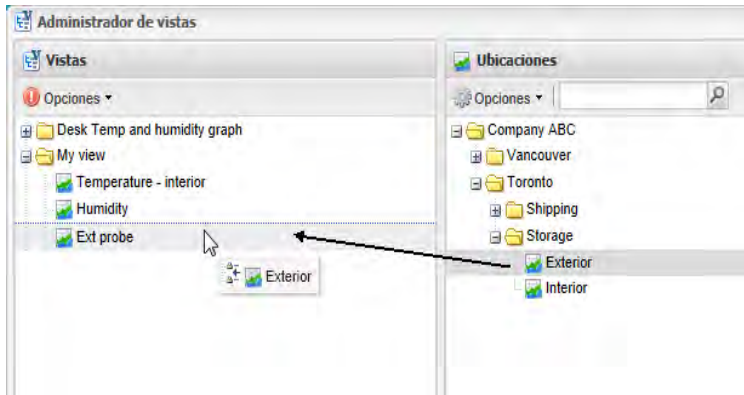 Administrador de vistas
Vistas
Opciones
Desk Temp and humidity graph
My view
Temperature - interior
Humidity
Ext probe
Exterior
Ubicaciones
Opciones
Company ABC
Vancouver
Toronto
Shipping
Storage
Exterior
Interior